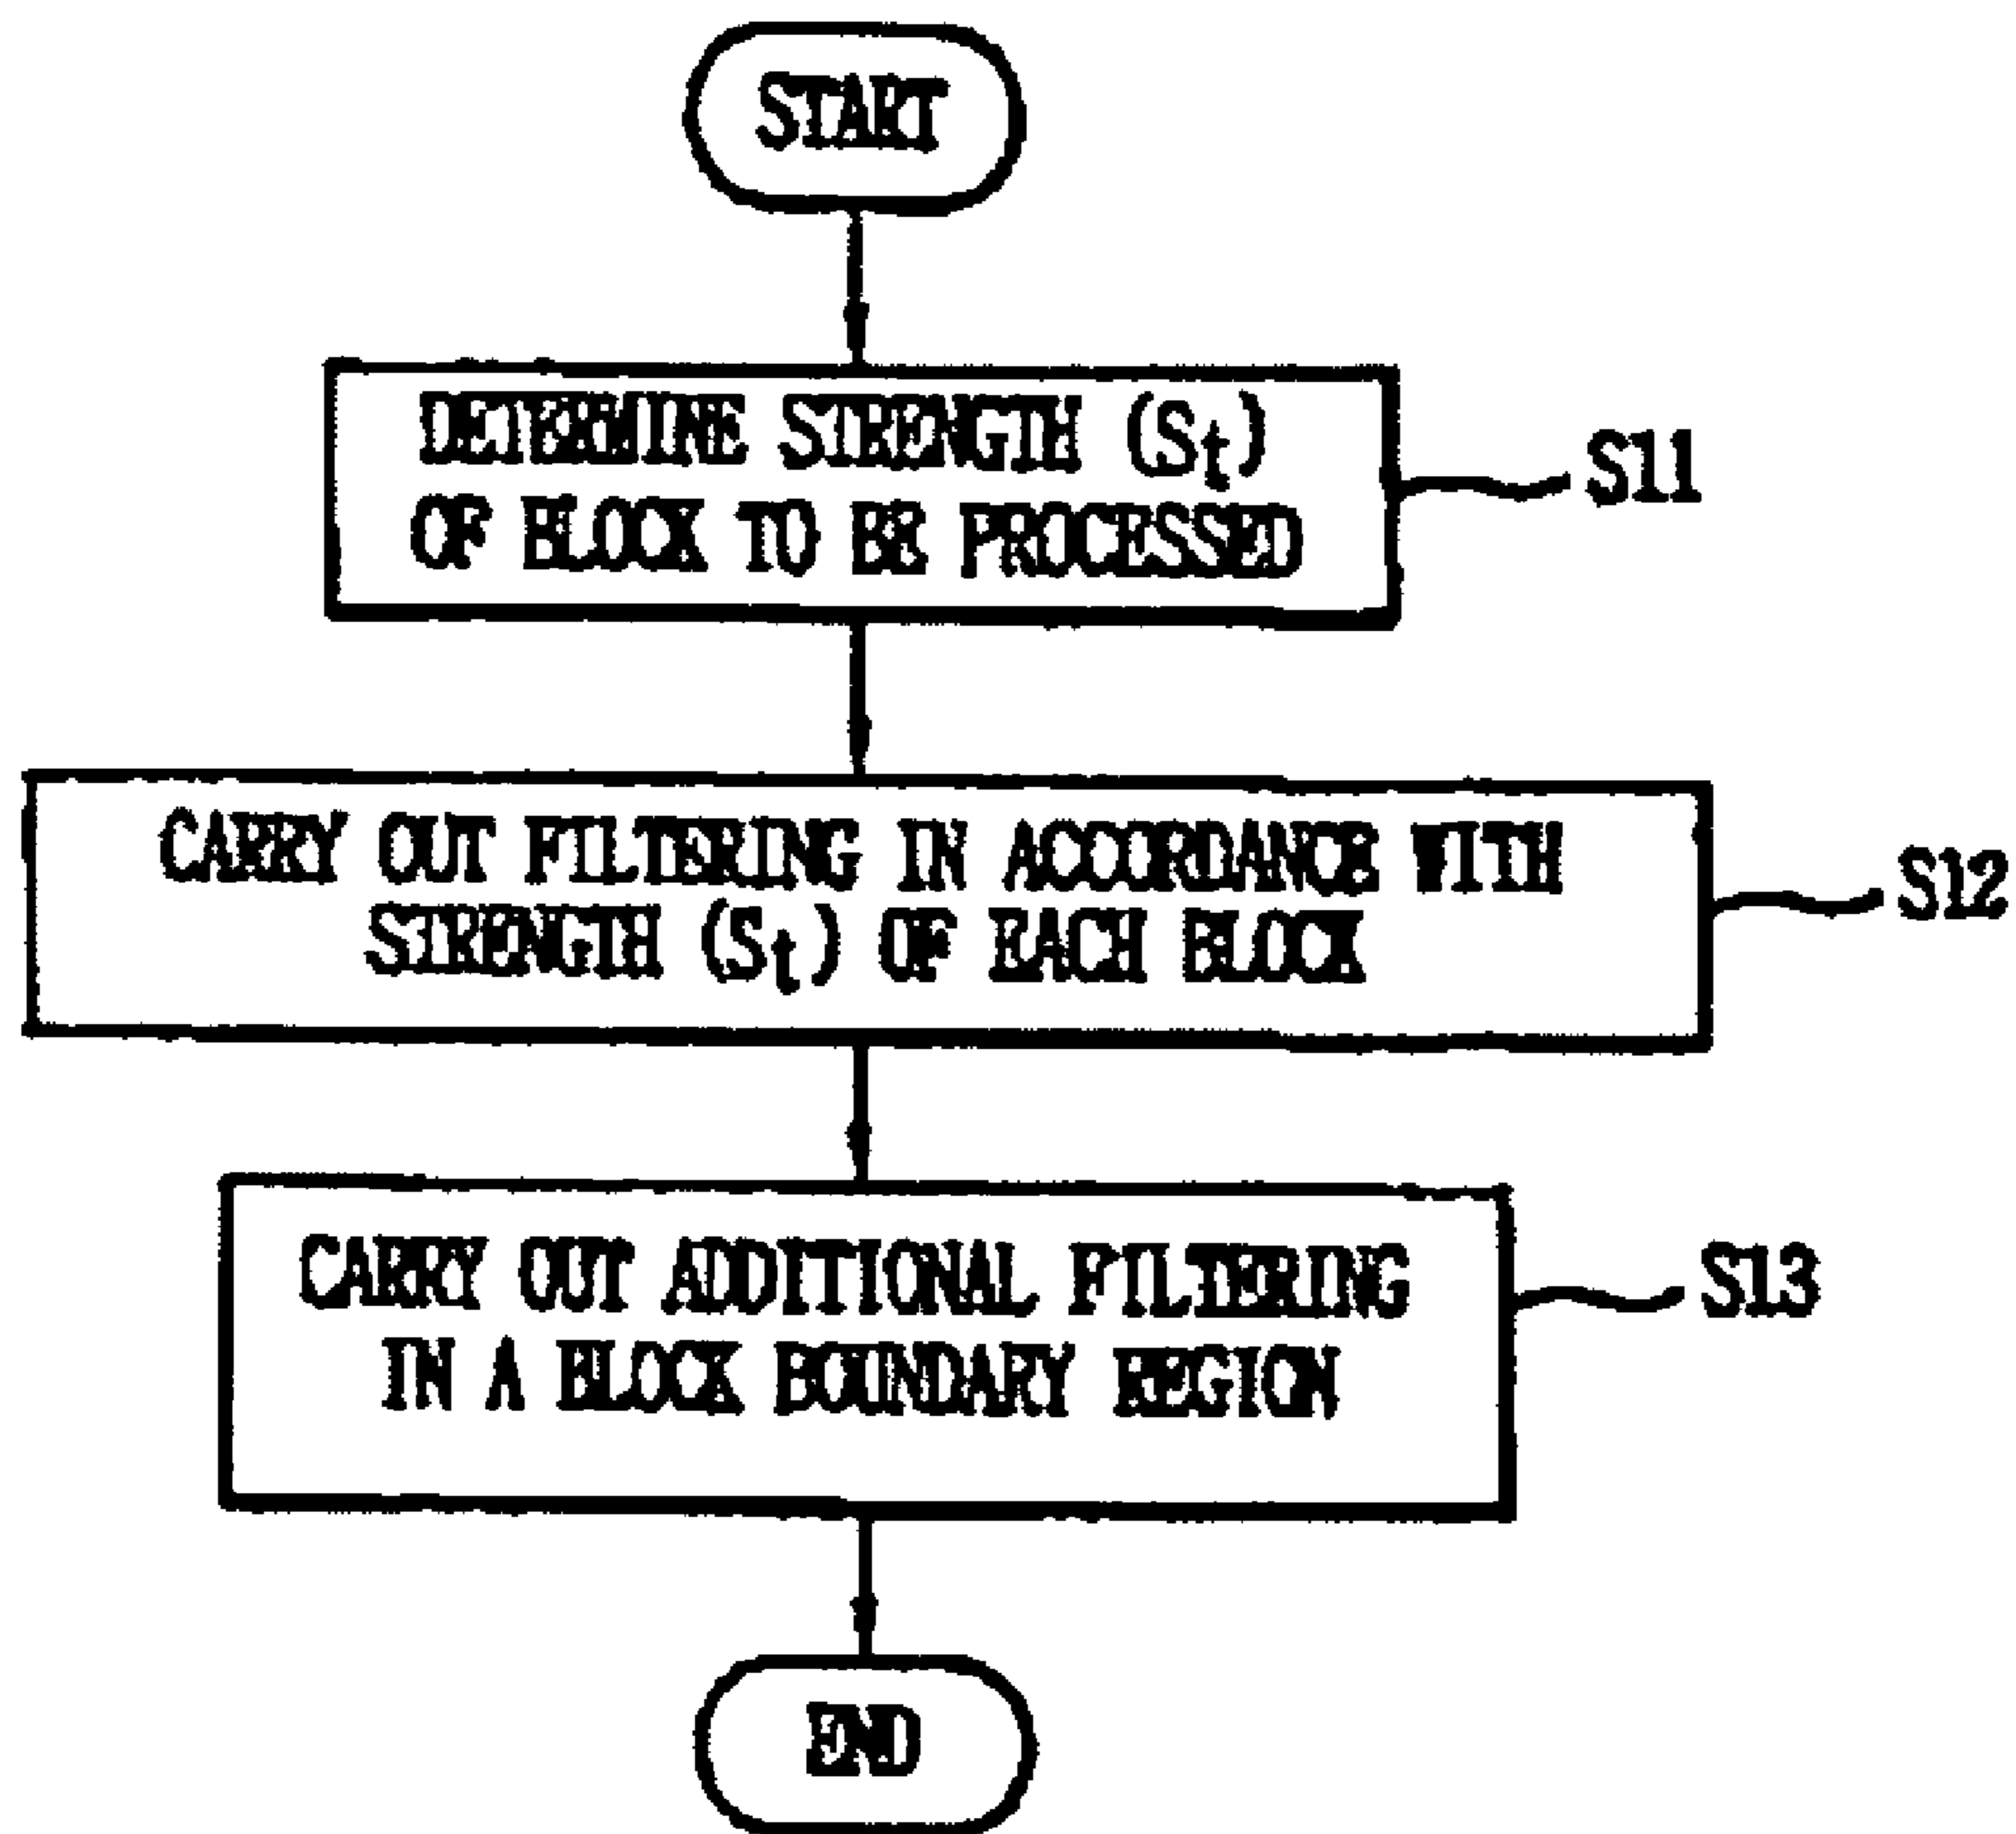 START
DETERMINE STRENGTH (St)
OF BLOCK TO BE PROCESSED
S11
CARRY OUT FILTERING IN ACCORDANCE WITH
STRENGTH (St) OF EACH BLOCK
S12
CARRY OUT ADDITIONAL FILTERING
IN A BLOCK BOUNDARY REGION
S13
END